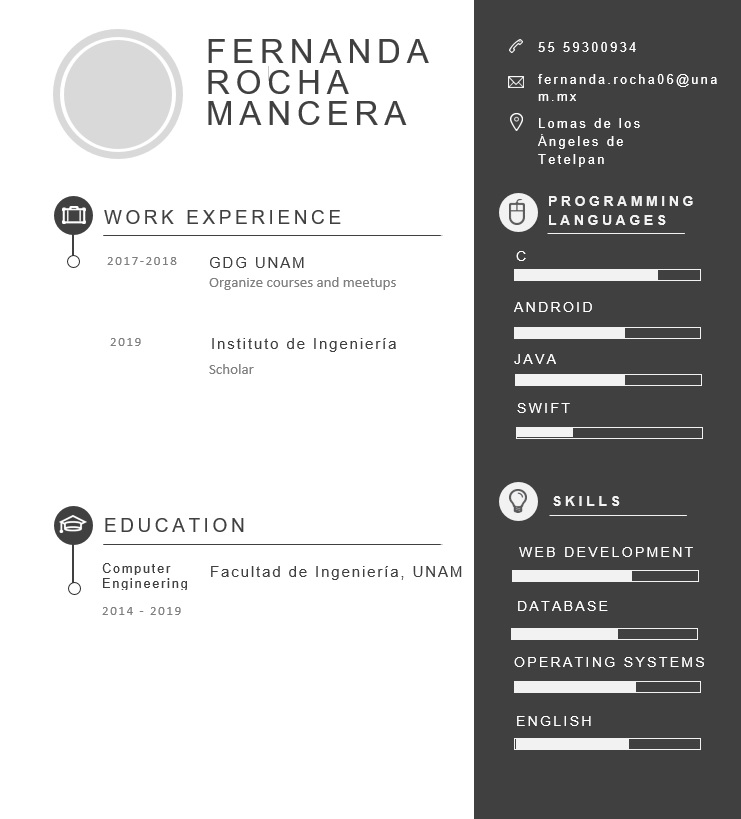 FERNANDA
ROCHA
MANCERA
WORK EXPERIENCE
2017-2018
GDG UNAM
Organize courses and meetups
2019
Instituto de Ingeniería
Scholar
EDUCATION
Computer
Engineering
Facultad de Ingeniería, UNAM
2014 - 2019
55 59300934
fernanda.rocha06@una
m.mx
Lomas de los
Àngeles de
Tetelpan
PROGRAMMING
LANGUAGES
C
ANDROID
JAVA
SWIFT
SKILLS
WEB DEVELOPMENT
DATABASE
OPERATING SYSTEMS
ENGLISH